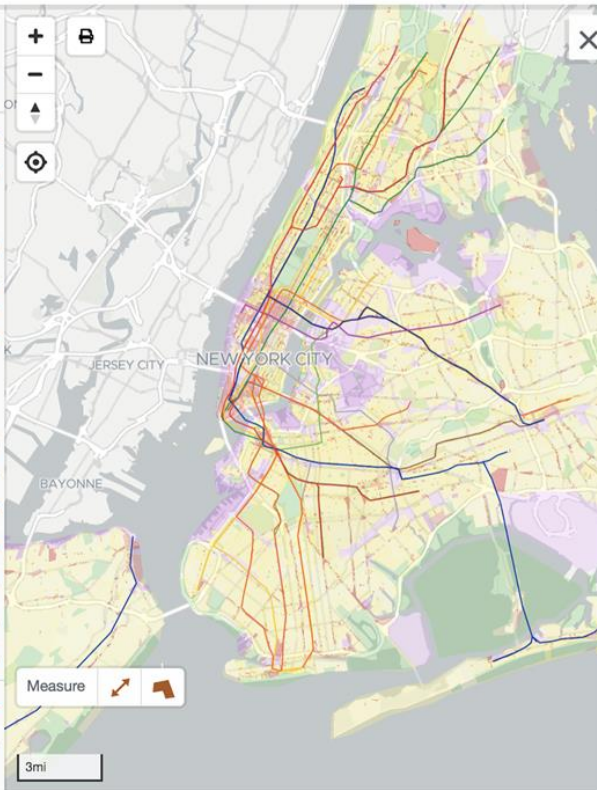 +
−
JERSEY CITY
NEW YORK CITY
BAYONNE
Measure
3mi